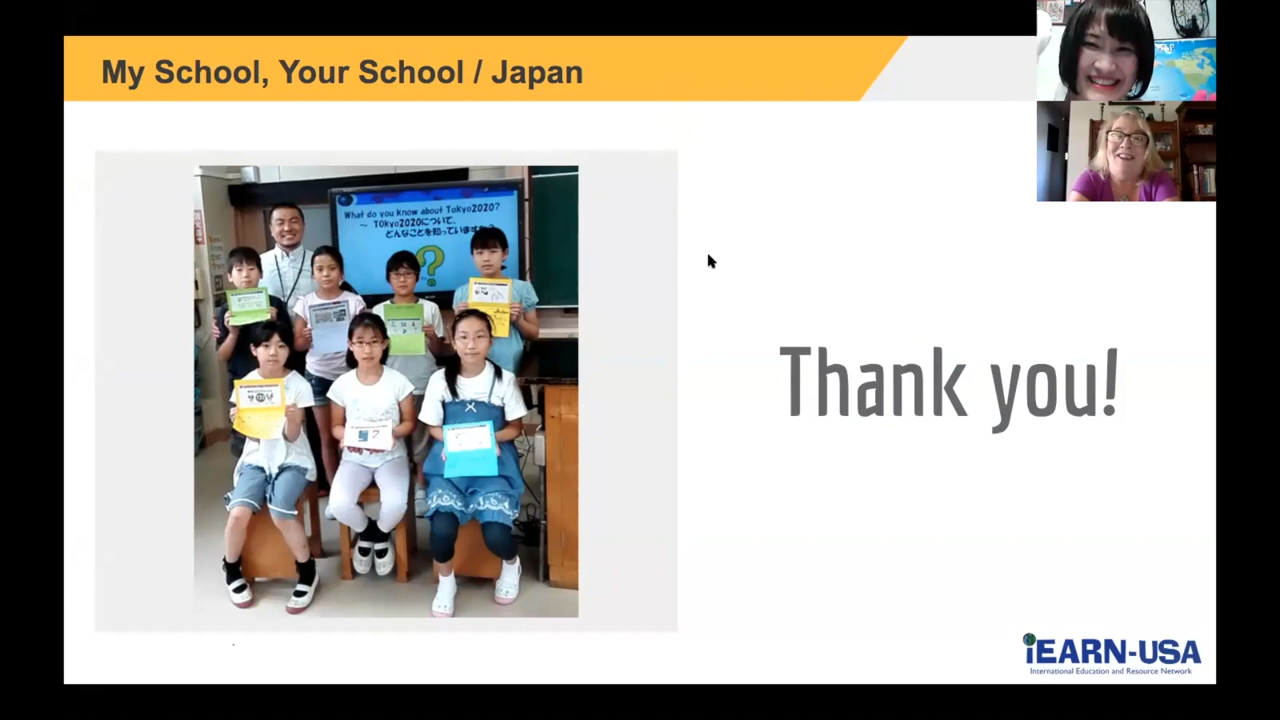 My School, Your School / Japan
What do you know about Tokyo2020?
～ Tokyo2020について、
どんなことを知っていますか?
?
Thank you!
iEARN-USA
International Education and Resource Network